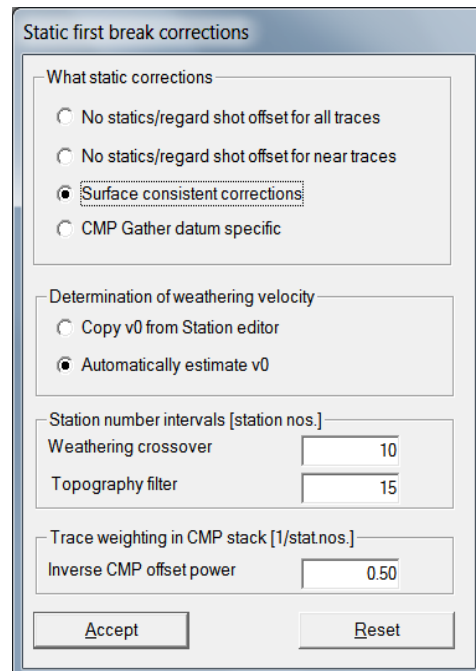 Static first break corrections
What static corrections
No statics/regard shot offset for all traces
No statics/regard shot offset for near traces
Surface consistent corrections
CMP Gather datum specific
Determination of weathering velocity
Copy v0 from Station editor
Automatically estimate v0
Station number intervals [station nos.]
Weathering crossover 10
Topography filter 15
Trace weighting in CMP stack [1/stat.nos.]
Inverse CMP offset power 0.50
Accept Reset